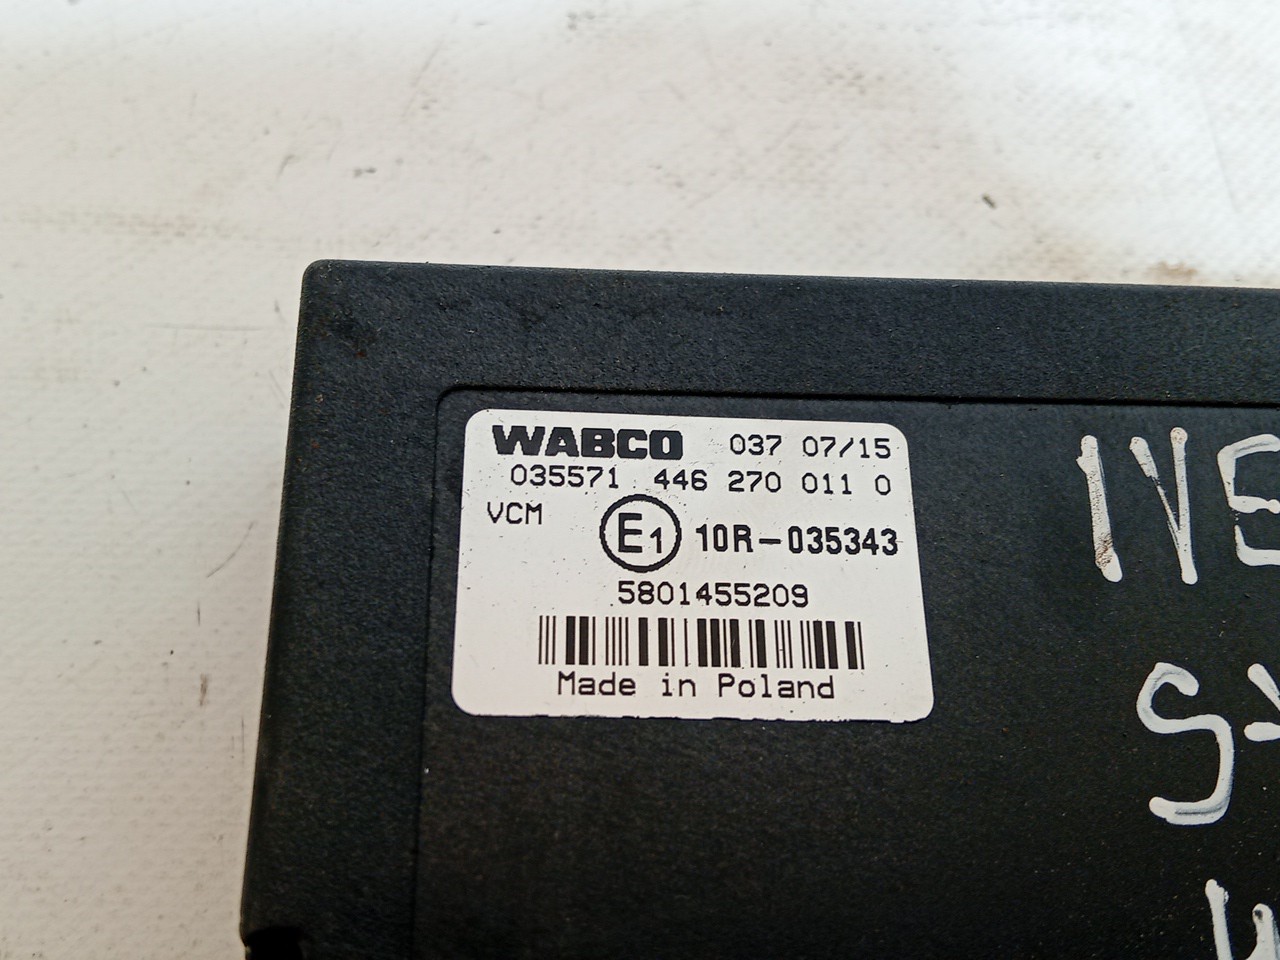 WABCO 037 07/15
035571 446 270 011 0
VCM E1 10R-035343
5801455209
Made in Poland